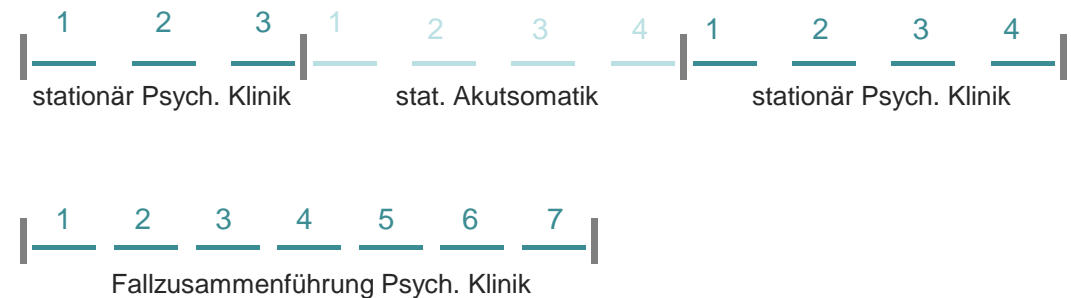 1 2 3 1 2 3 4 1 2 3 4
stationär Psych. Klinik stat. Akutsomatik stationär Psych. Klinik
1 2 3 4 5 6 7
Fallzusammenführung Psych. Klinik